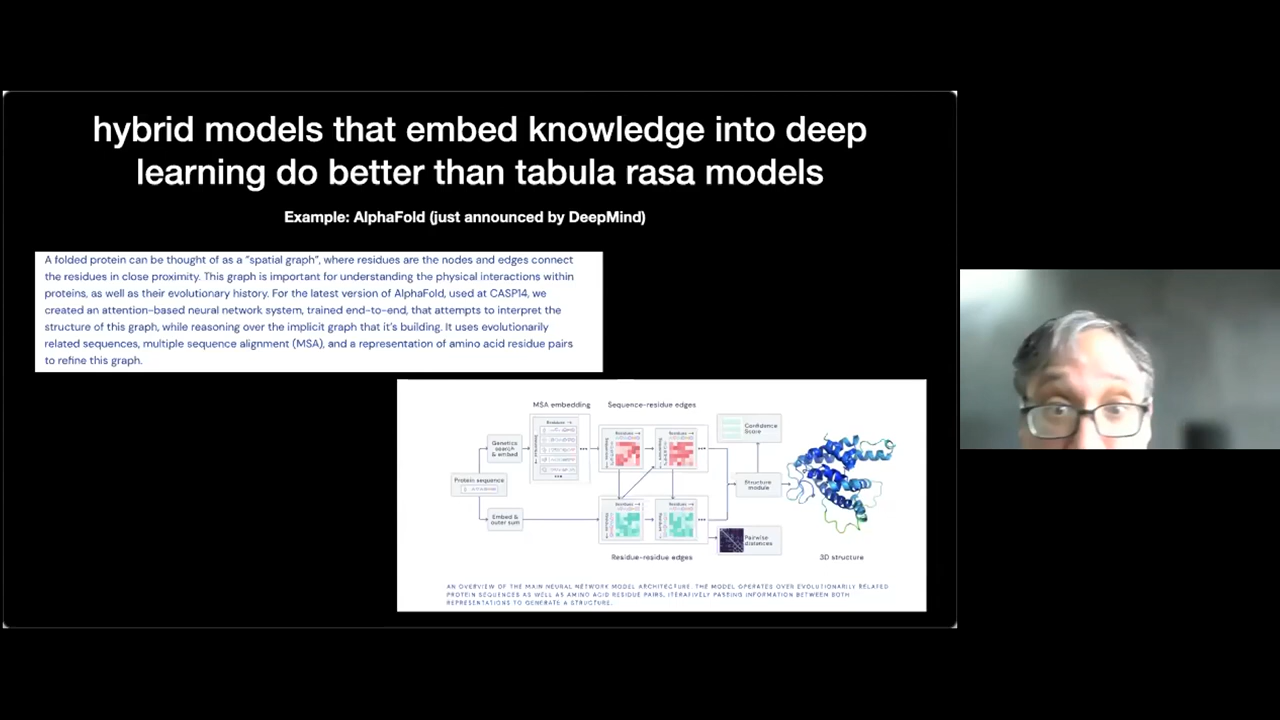 hybrid models that embed knowledge into deep
learning do better than tabula rasa models
Example: AlphaFold (just announced by DeepMind)
A folded protein can be thought of as a "spatial graph", where residues are the nodes and edges connect
the residues in close proximity. This graph is important for understanding the physical interactions within
proteins, as well as their evolutionary history. For the latest version of AlphaFold, used at CASP14, we
created an attention-based neural network system, trained end-to-end, that attempts to interpret the
structure of this graph, while reasoning over the implicit graph that it's building. It uses evolutionarily
related sequences, multiple sequence alignment (MSA), and a representation of amino acid residue pairs
to refine this graph.
MSA embedding
Sequence-residue edges
Genetics
search
& embed
Protein sequence
Embed &
outer sum
Residues →
Residues →
Residues →
Residues →
Residues →
Confidence
Score
Structure
module
Pairwise
distances
Residue-residue edges
3D structure
AN OVERVIEW OF THE MAIN NEURAL NETWORK MODEL ARCHITECTURE. THE MODEL OPERATES OVER EVOLUTIONARILY RELATED
PROTEIN SEQUENCES AS WELL AS AMINO ACID RESIDUE PAIRS, ITERATIVELY PASSING INFORMATION BETWEEN BOTH
REPRESENTATIONS TO GENERATE A STRUCTURE.